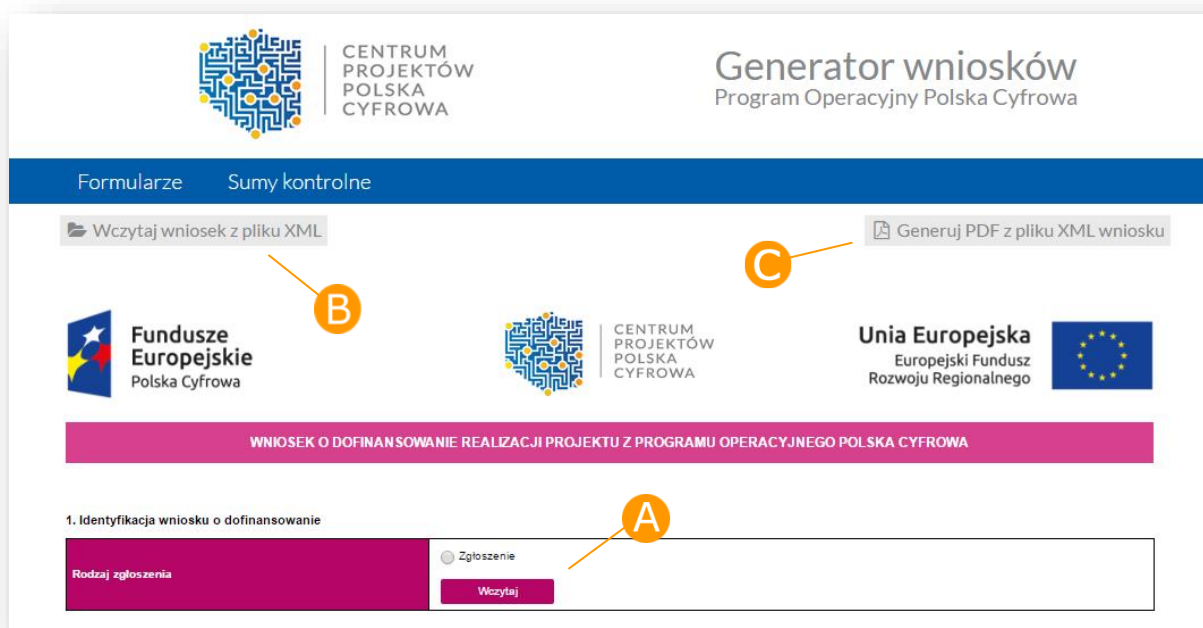 CENTRUM
PROJEKTÓW
POLSKA
CYFROWA
Generator wniosków
Program Operacyjny Polska Cyfrowa
Formularze Sumy kontrolne
Wczytaj wniosek z pliku XML
Generuj PDF z pliku XML wniosku
C
B
Fundusze
Europejskie
Polska Cyfrowa
CENTRUM
PROJEKTÓW
POLSKA
CYFROWA
Unia Europejska
Europejski Fundusz
Rozwoju Regionalnego
WNIOSEK O DOFINANSOWANIE REALIZACJI PROJEKTU Z PROGRAMU OPERACYJNEGO POLSKA CYFROWA
A
1. Identyfikacja wniosku o dofinansowanie
Rodzaj zgłoszenia
Zgłoszenie
Wczytaj